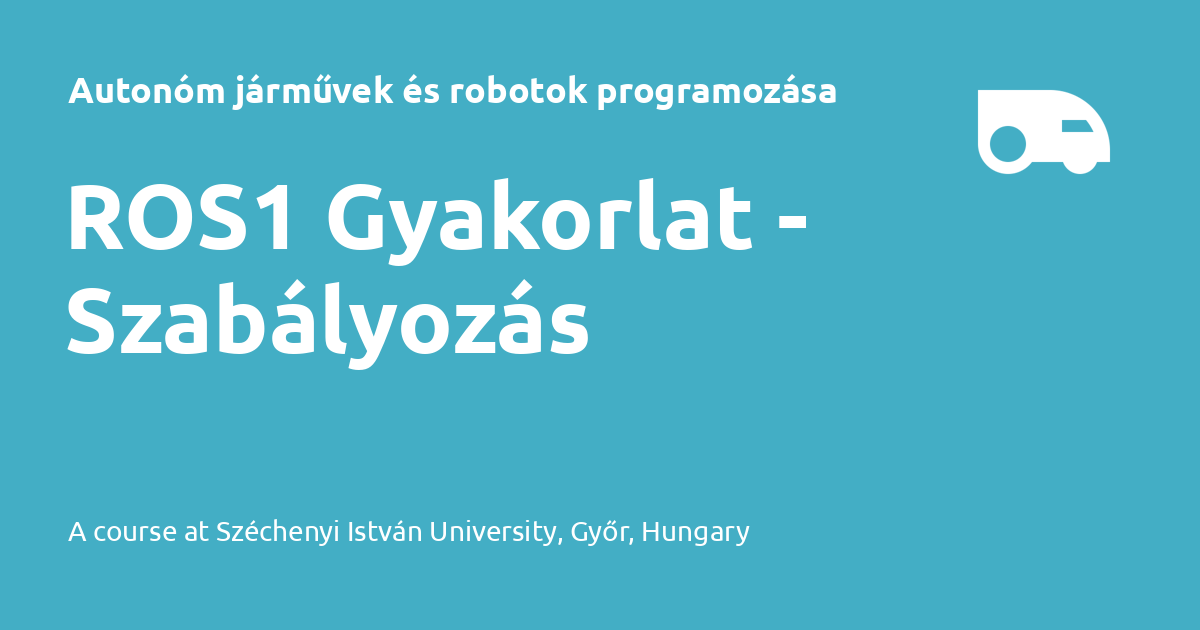 Autonóm járművek és robotok programozása
ROS1 Gyakorlat -
Szabályozás
A course at Széchenyi István University, Győr, Hungary